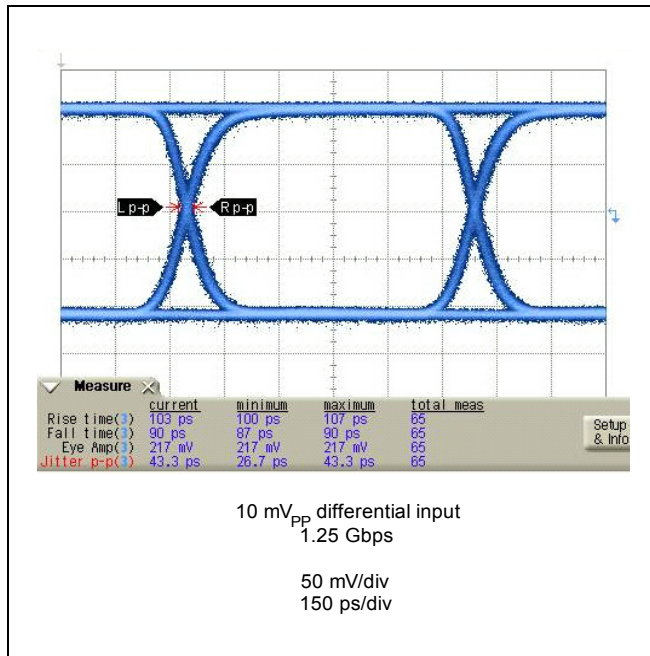 L p-p R p-p
Measure
current minimum maximum total meas
Rise time(3) 103 ps 100 ps 107 ps 65
Fall time(3) 90 ps 87 ps 90 ps 65
Eye Amp(3) 217 mV 217 mV 217 mV 65
Jitter p-p(3) 43.3 ps 26.7 ps 43.3 ps 65
Setup
& Info
10 mVPP differential input
1.25 Gbps
50 mV/div
150 ps/div